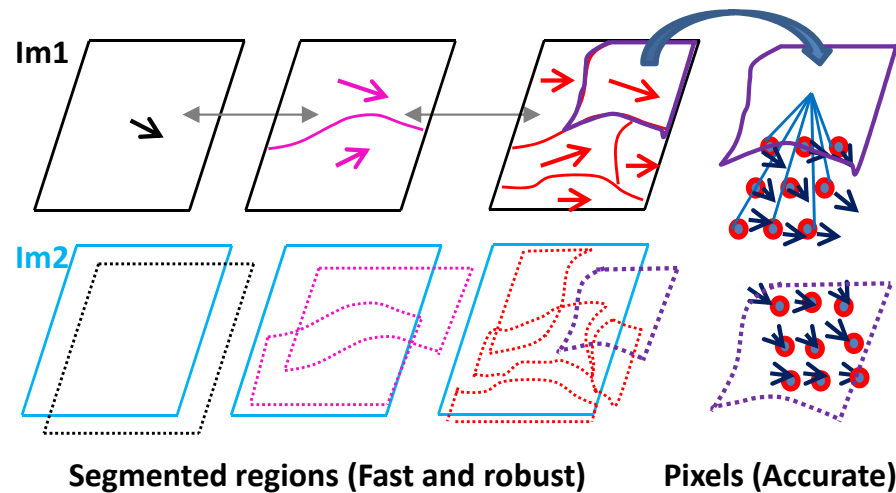 Im1
Im2
Segmented regions (Fast and robust)
Pixels (Accurate)